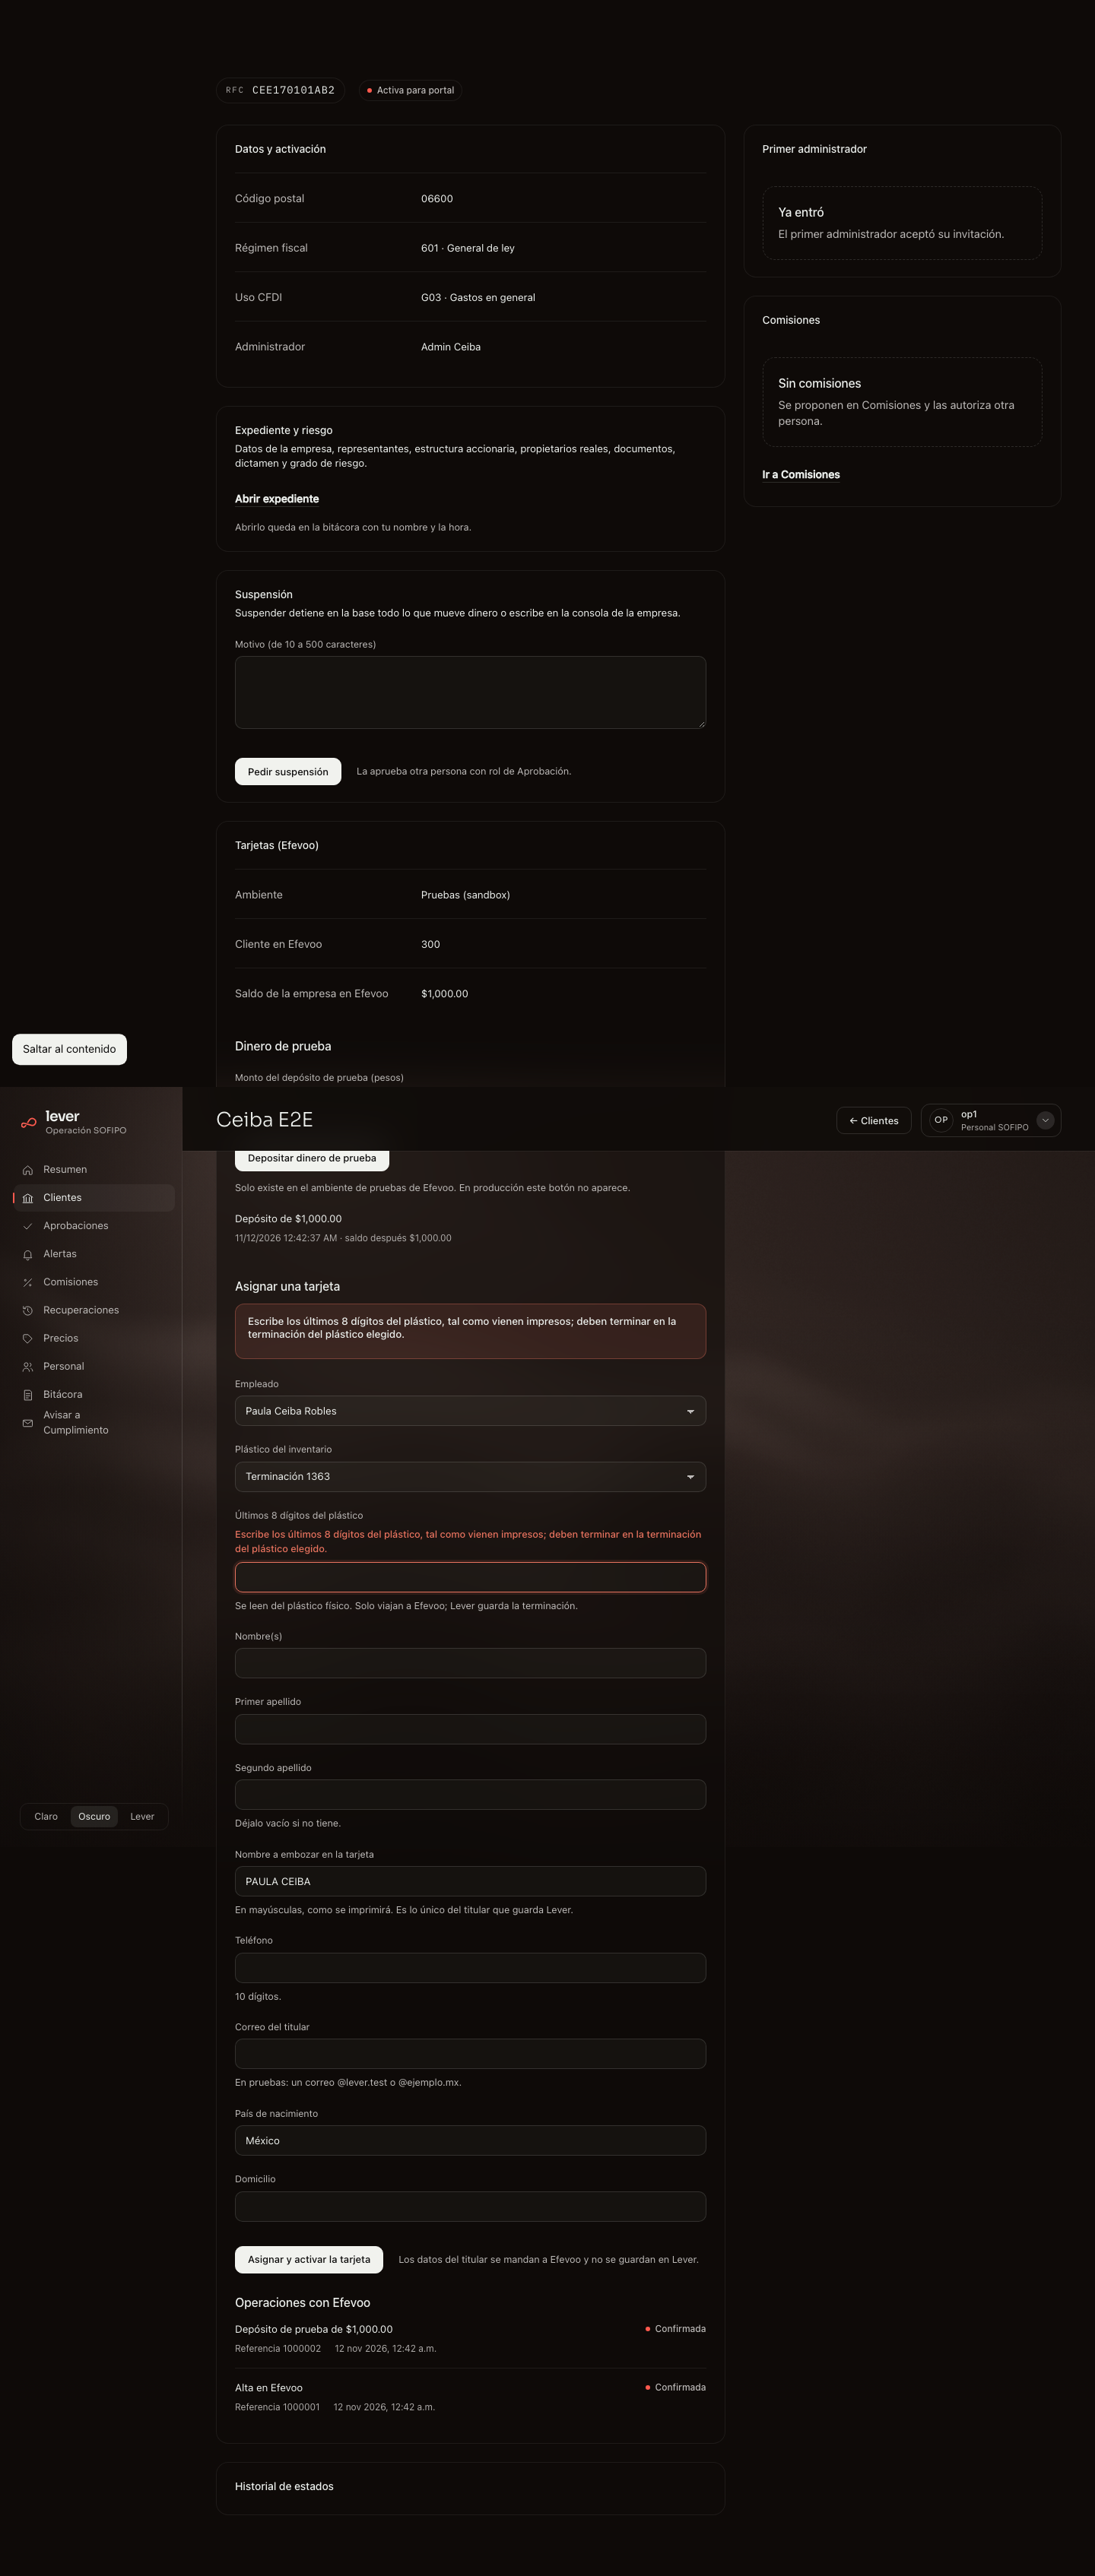 RFC CEE170101AB2
Activa para portal
Datos y activación
Código postal
06600
Régimen fiscal
601 · General de ley
Uso CFDI
G03 · Gastos en general
Administrador
Admin Ceiba
Primer administrador
Ya entró
El primer administrador aceptó su invitación.
Comisiones
Sin comisiones
Se proponen en Comisiones y las autoriza otra
persona.
Ir a Comisiones
Expediente y riesgo
Datos de la empresa, representantes, estructura accionaria, propietarios reales, documentos,
dictamen y grado de riesgo.
Abrir expediente
Abrirlo queda en la bitácora con tu nombre y la hora.
Suspensión
Suspender detiene en la base todo lo que mueve dinero o escribe en la consola de la empresa.
Motivo (de 10 a 500 caracteres)
Pedir suspensión
La aprueba otra persona con rol de Aprobación.
Tarjetas (Efevoo)
Ambiente
Pruebas (sandbox)
Cliente en Efevoo
300
Saldo de la empresa en Efevoo
$1,000.00
Dinero de prueba
Monto del depósito de prueba (pesos)
Saltar al contenido
lever
Operación SOFIPO
Resumen
Clientes
Aprobaciones
Alertas
Comisiones
Recuperaciones
Precios
Personal
Bitácora
Avisar a
Cumplimiento
Claro
Oscuro
Lever
Ceiba E2E
← Clientes
OP
op1
Personal SOFIPO
Depositar dinero de prueba
Solo existe en el ambiente de pruebas de Efevoo. En producción este botón no aparece.
Depósito de $1,000.00
11/12/2026 12:42:37 AM · saldo después $1,000.00
Asignar una tarjeta
Escribe los últimos 8 dígitos del plástico, tal como vienen impresos; deben terminar en la
terminación del plástico elegido.
Empleado
Paula Ceiba Robles
Plástico del inventario
Terminación 1363
Últimos 8 dígitos del plástico
Escribe los últimos 8 dígitos del plástico, tal como vienen impresos; deben terminar en la terminación
del plástico elegido.
Se leen del plástico físico. Solo viajan a Efevoo; Lever guarda la terminación.
Nombre(s)
Primer apellido
Segundo apellido
Déjalo vacío si no tiene.
Nombre a embozar en la tarjeta
PAULA CEIBA
En mayúsculas, como se imprimirá. Es lo único del titular que guarda Lever.
Teléfono
10 dígitos.
Correo del titular
En pruebas: un correo @lever.test o @ejemplo.mx.
País de nacimiento
México
Domicilio
Asignar y activar la tarjeta
Los datos del titular se mandan a Efevoo y no se guardan en Lever.
Operaciones con Efevoo
Depósito de prueba de $1,000.00
Confirmada
Referencia 1000002 12 nov 2026, 12:42 a.m.
Alta en Efevoo
Confirmada
Referencia 1000001 12 nov 2026, 12:42 a.m.
Historial de estados